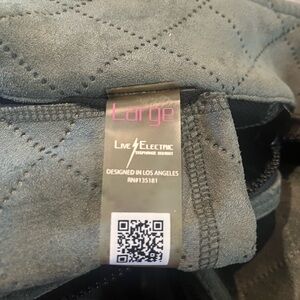 Large
LIVE ELECTRIC
DESIGNED IN LOS ANGELES
RN#135181